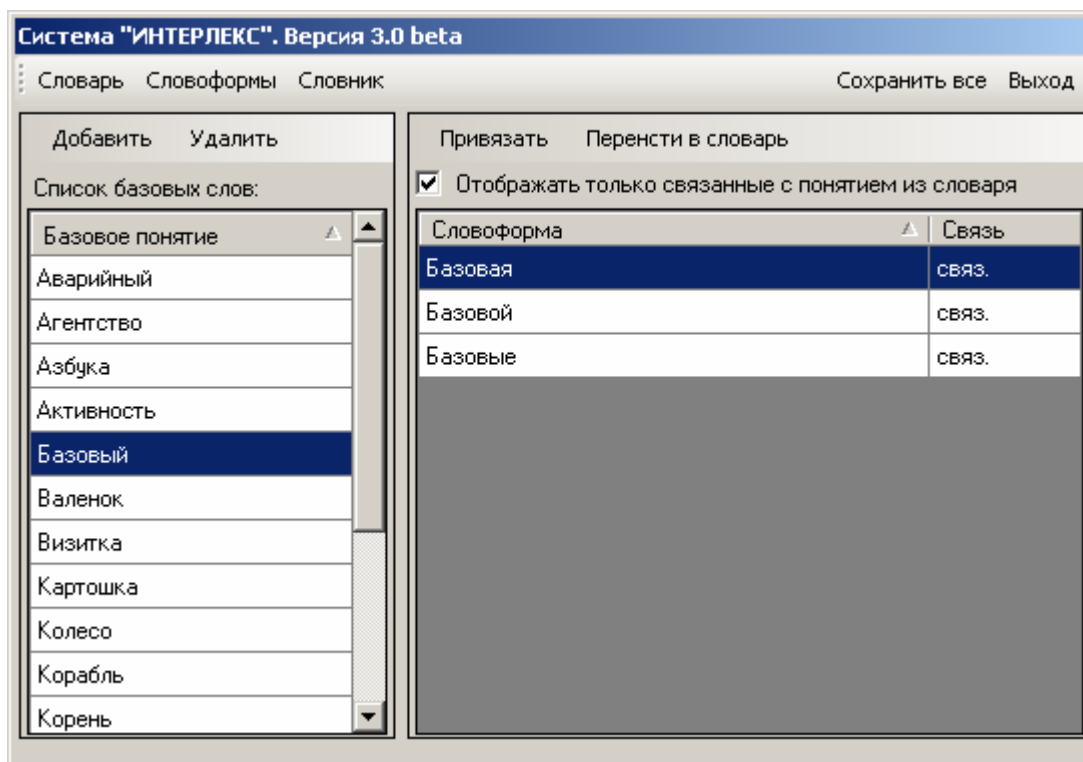 Система "ИНТЕРЛЕКС". Версия 3.0 beta
Словарь Словоформы Словник Сохранить все Выход
Добавить Удалить
Список базовых слов:
Базовое понятие
Аварийный
Агентство
Азбука
Активность
Базовый
Валенок
Визитка
Картошка
Колесо
Корабль
Корень
Привязать Перенсти в словарь
Отображать только связанные с понятием из словаря
Словоформа Связь
Базовая связ.
Базовой связ.
Базовые связ.